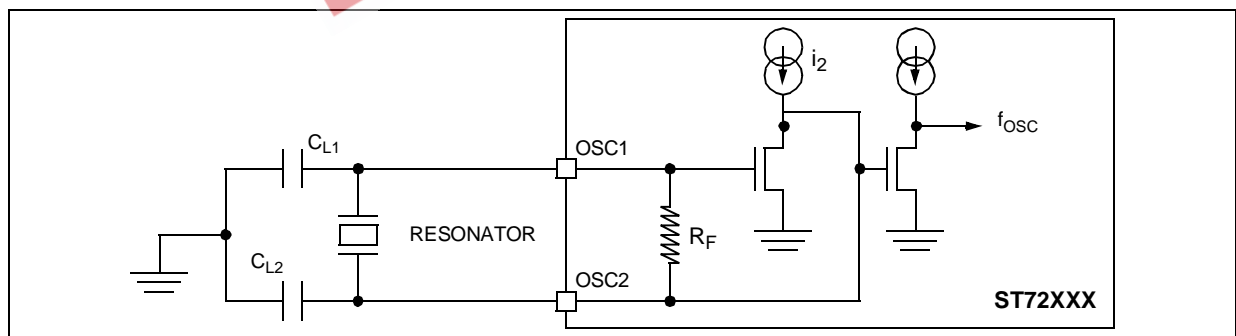 i2
fOSC
CL1
OSC1
RESONATOR
RF
CL2
OSC2
ST72XXX